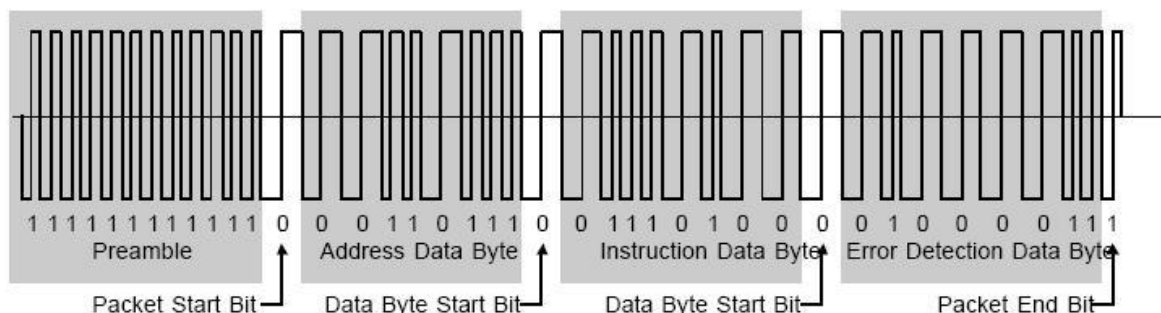 1 1 1 1 1 1 1 1 1 1 1 1 0 0 0 1 1 0 1 1 1 0 0 1 1 1 0 1 0 0 0 0 1 0 0 0 0 1 1 1
Preamble Address Data Byte Instruction Data Byte Error Detection Data Byte
Packet Start Bit Data Byte Start Bit Data Byte Start Bit Packet End Bit